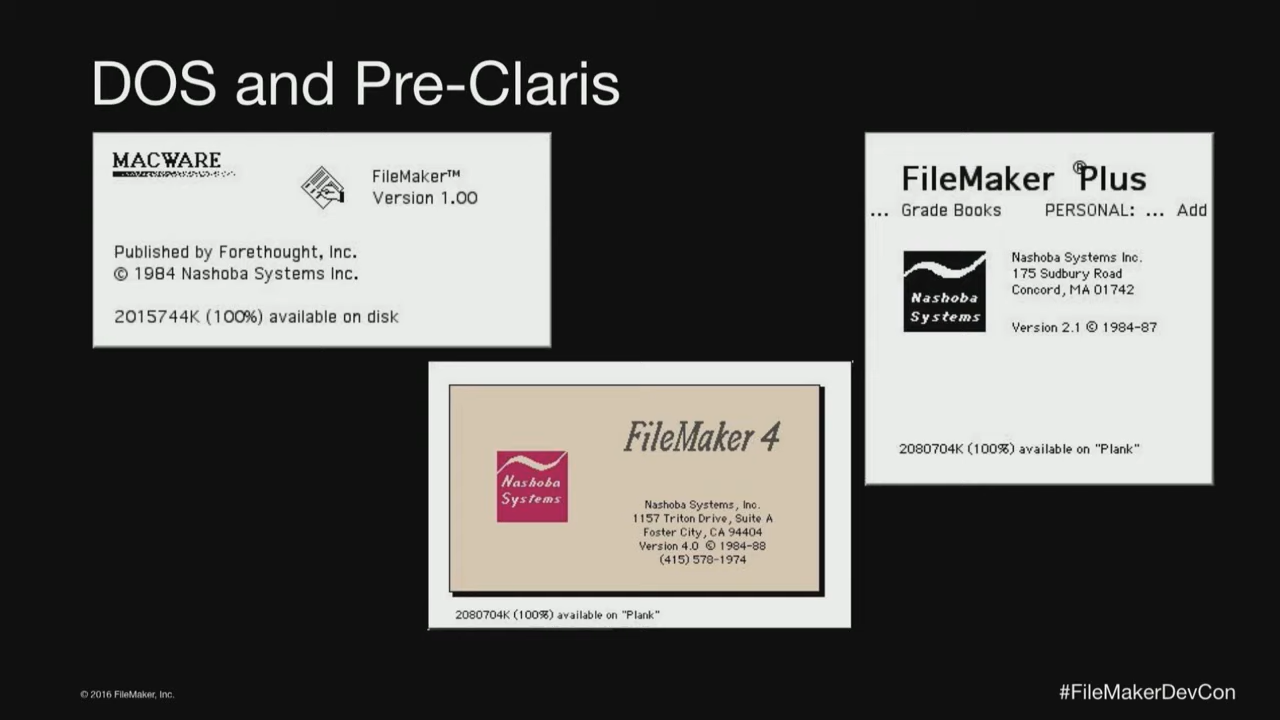 DOS and Pre-Claris
MACWARE
FileMaker™
Version 1.00
Published by Forethought, Inc.
© 1984 Nashoba Systems Inc.
2015744K (100%) available on disk
FileMaker® Plus
... Grade Books PERSONAL: ... Add
Nashoba
Systems
Nashoba Systems Inc.
175 Sudbury Road
Concord, MA 01742
Version 2.1 © 1984-87
2080704K (100%) available on "Plank"
FileMaker 4
Nashoba
Systems
Nashoba Systems, Inc.
1157 Triton Drive, Suite A
Foster City, CA 94404
Version 4.0 © 1984-88
(415) 578-1974
2080704K (100%) available on "Plank"
© 2016 FileMaker, Inc.
#FileMakerDevCon